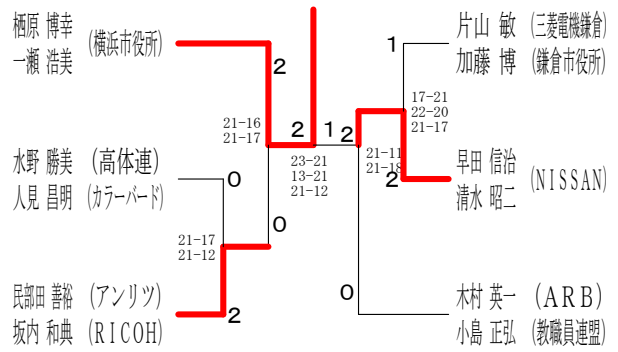 栖原 博幸
一瀬 浩美
(横浜市役所)
2
21-16
21-17
水野 勝美 (高体連)
人見 昌明 (カラーバード)
0
21-17
21-12
0
民部田 善裕 (アンリツ)
坂内 和典 (RICOH)
2
2
1
23-21
13-21
21-12
片山 敏 (三菱電機鎌倉)
加藤 博 (鎌倉市役所)
1
17-21
22-20
21-17
2
21-11
21-18
2
早田 信治
清水 昭二
(NISSAN)
0
木村 英一 (ARB)
小島 正弘 (教職員連盟)